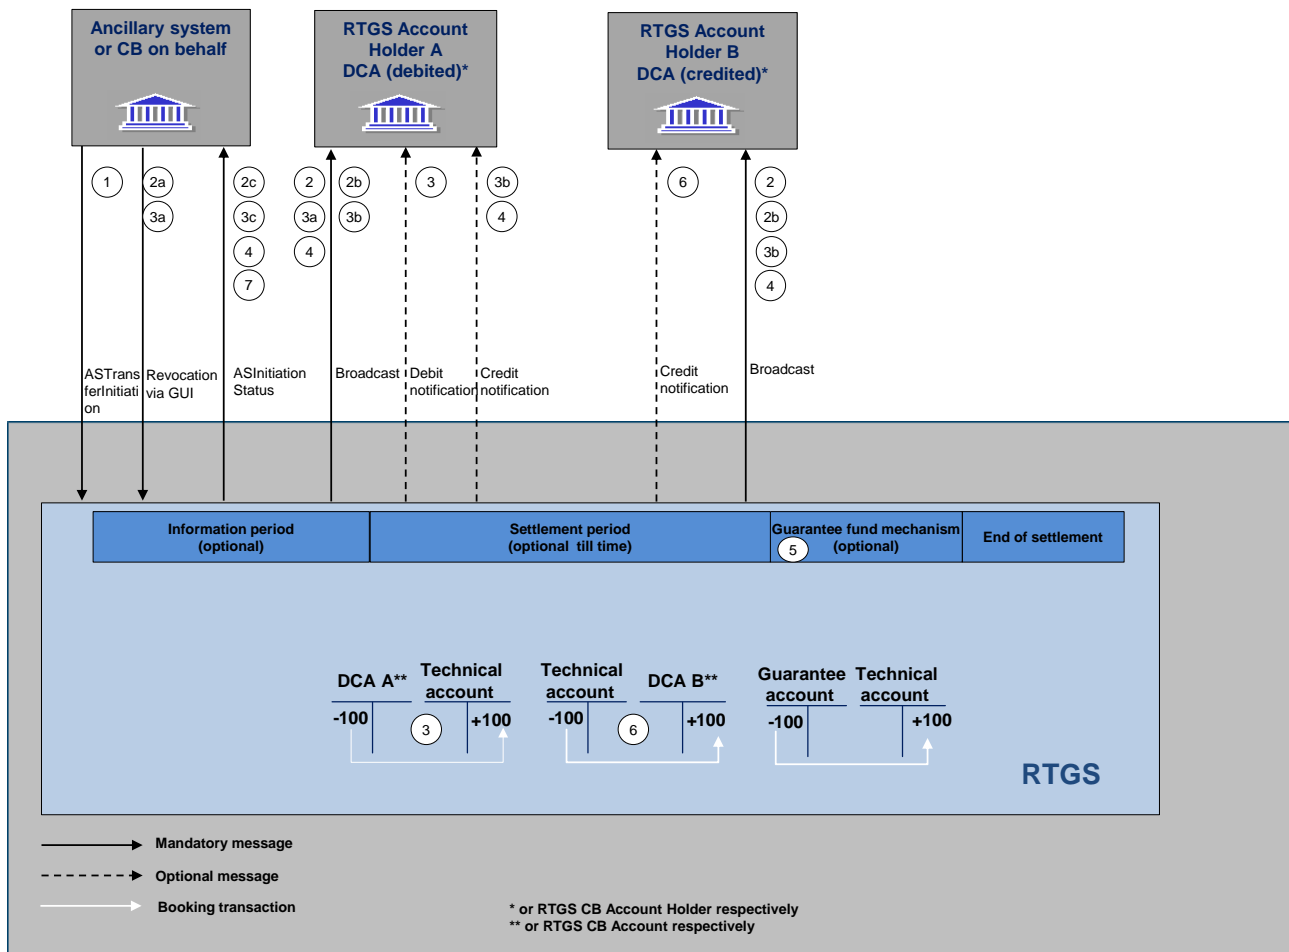 Ancillary system
or CB on behalf
RTGS Account
Holder A
DCA (debited)*
RTGS Account
Holder B
DCA (credited)*
1
2a
3a
2c
3c
4
7
2
3a
4
2b
3b
3
3b
4
6
2
2b
3b
4
ASTrans
ferInitiati
on
Revocation
via GUI
ASInitiation
Status
Broadcast
Debit
notification
Credit
notification
Credit
notification
Broadcast
Information period
(optional)
Settlement period
(optional till time)
Guarantee fund mechanism
(optional)
5
End of settlement
DCA A**
Technical
account
-100
3
+100
Technical
account
DCA B**
-100
6
+100
Guarantee
account
Technical
account
-100
+100
RTGS
Mandatory message
Optional message
Booking transaction
* or RTGS CB Account Holder respectively
** or RTGS CB Account respectively